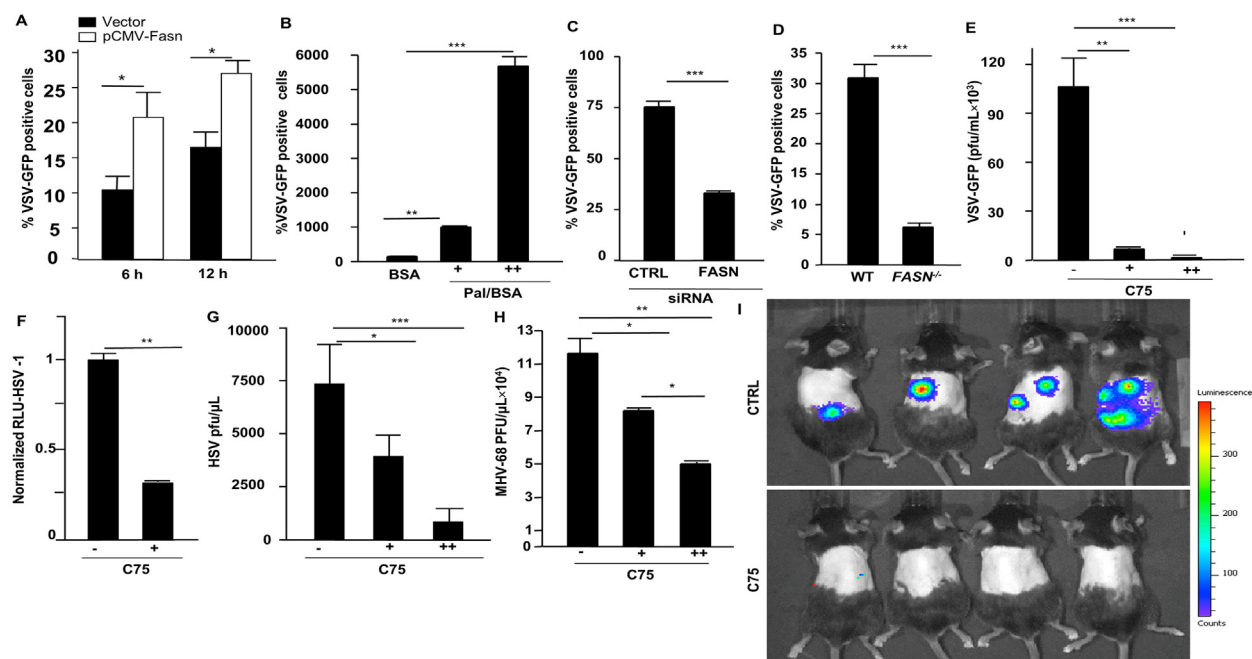 A
Vector
pCMV-Fasn
% VSV-GFP positive cells
30
25
20
15
10
5
0
*
*
6 h
12 h
B
%VSV-GFP positive cells
6000
5000
4000
3000
2000
1000
0
***
**
BSA
+
++
Pal/BSA
C
% VSV-GFP positive cells
100
75
50
25
0
***
CTRL
FASN
siRNA
D
% VSV-GFP positive cells
35
30
25
20
15
10
5
0
***
WT
FASN-/-
E
VSV-GFP (pfu/mL×10³)
120
90
60
30
0
***
**
-
+
++
C75
F
Normalized RLU-HSV -1
1
0.5
0
**
-
+
C75
G
HSV pfu/µL
10000
7500
5000
2500
0
***
*
-
+
++
C75
H
MHV-68 PFU/µL×10⁴)
13
11
9
7
5
3
1
0
**
*
*
-
+
++
C75
I
CTRL
C75
Luminescence
300
200
100
Counts